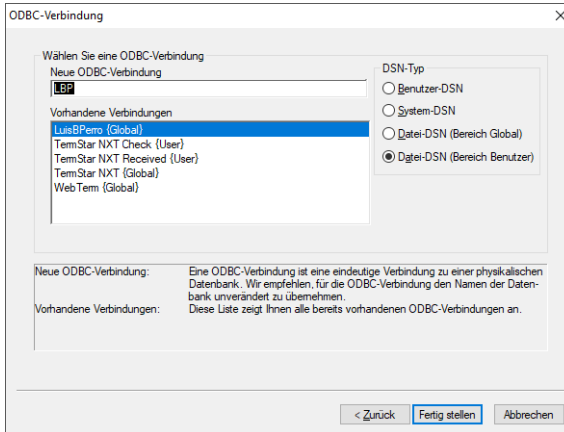 ODBC-Verbindung
Wählen Sie eine ODBC-Verbindung
Neue ODBC-Verbindung
LBP
Vorhandene Verbindungen
LuisBPerro {Global}
TermStar NXT Check {User}
TermStar NXT Received {User}
TermStar NXT {Global}
WebTerm {Global}
DSN-Typ
Benutzer-DSN
System-DSN
Datei-DSN (Bereich Global)
Datei-DSN (Bereich Benutzer)
Neue ODBC-Verbindung: Eine ODBC-Verbindung ist eine eindeutige Verbindung zu einer physikalischen
Datenbank. Wir empfehlen, für die ODBC-Verbindung den Namen der Daten-
bank unverändert zu übernehmen.
Vorhandene Verbindungen: Diese Liste zeigt Ihnen alle bereits vorhandenen ODBC-Verbindungen an.
< Zurück Fertig stellen Abbrechen